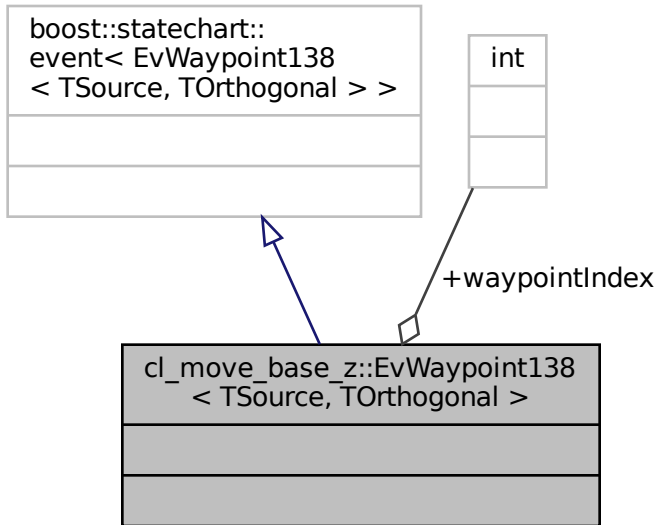 boost::statechart::
event< EvWaypoint138
< TSource, TOrthogonal > >
int
+waypointIndex
cl_move_base_z::EvWaypoint138
< TSource, TOrthogonal >